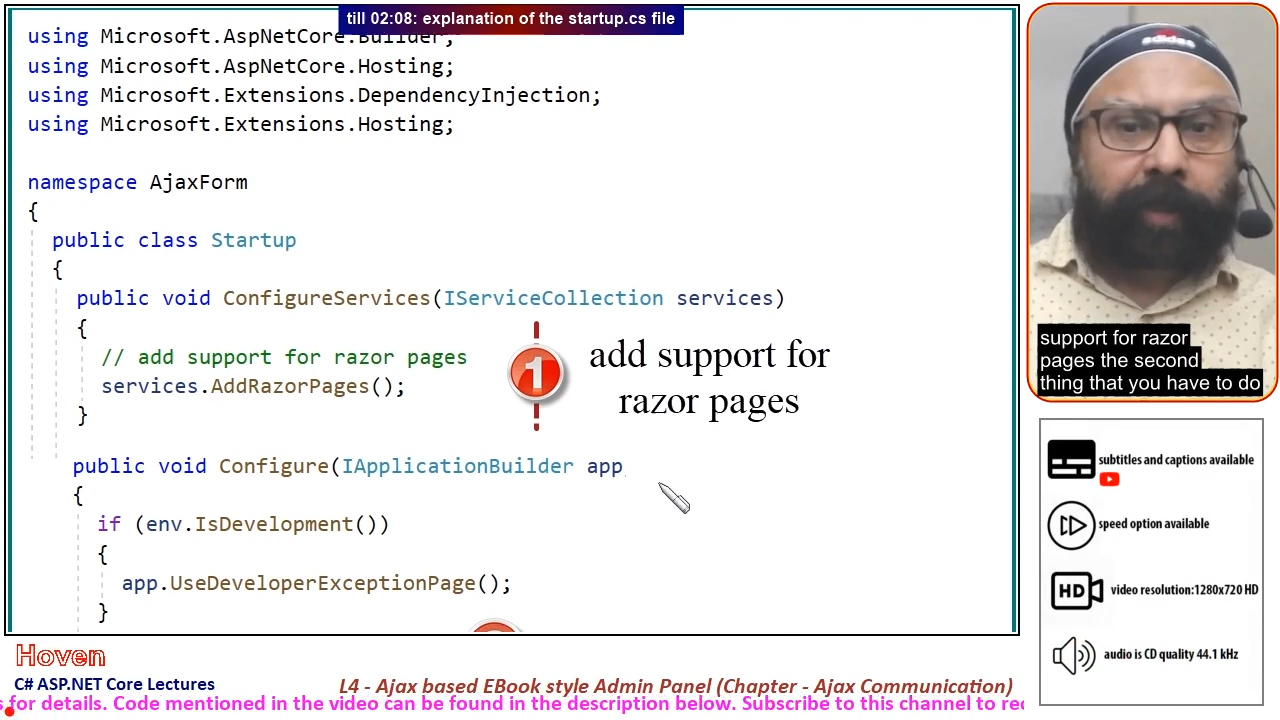 till 02:08: explanation of the startup.cs file
using Microsoft.AspNetCore.Builder;
using Microsoft.AspNetCore.Hosting;
using Microsoft.Extensions.DependencyInjection;
using Microsoft.Extensions.Hosting;
namespace AjaxForm
{
public class Startup
{
public void ConfigureServices(IServiceCollection services)
{
// add support for razor pages
services.AddRazorPages();
}
1
add support for
razor pages
public void Configure(IApplicationBuilder app
{
if (env.IsDevelopment())
{
app.UseDeveloperExceptionPage();
}
adidas
support for razor
pages the second
thing that you have to do
subtitles and captions available
speed option available
HD
video resolution:1280x720 HD
audio is CD quality 44.1 kHz
Hoven
C# ASP.NET Core Lectures
L4 - Ajax based EBook style Admin Panel (Chapter - Ajax Communication)
s for details. Code mentioned in the video can be found in the description below. Subscribe to this channel to